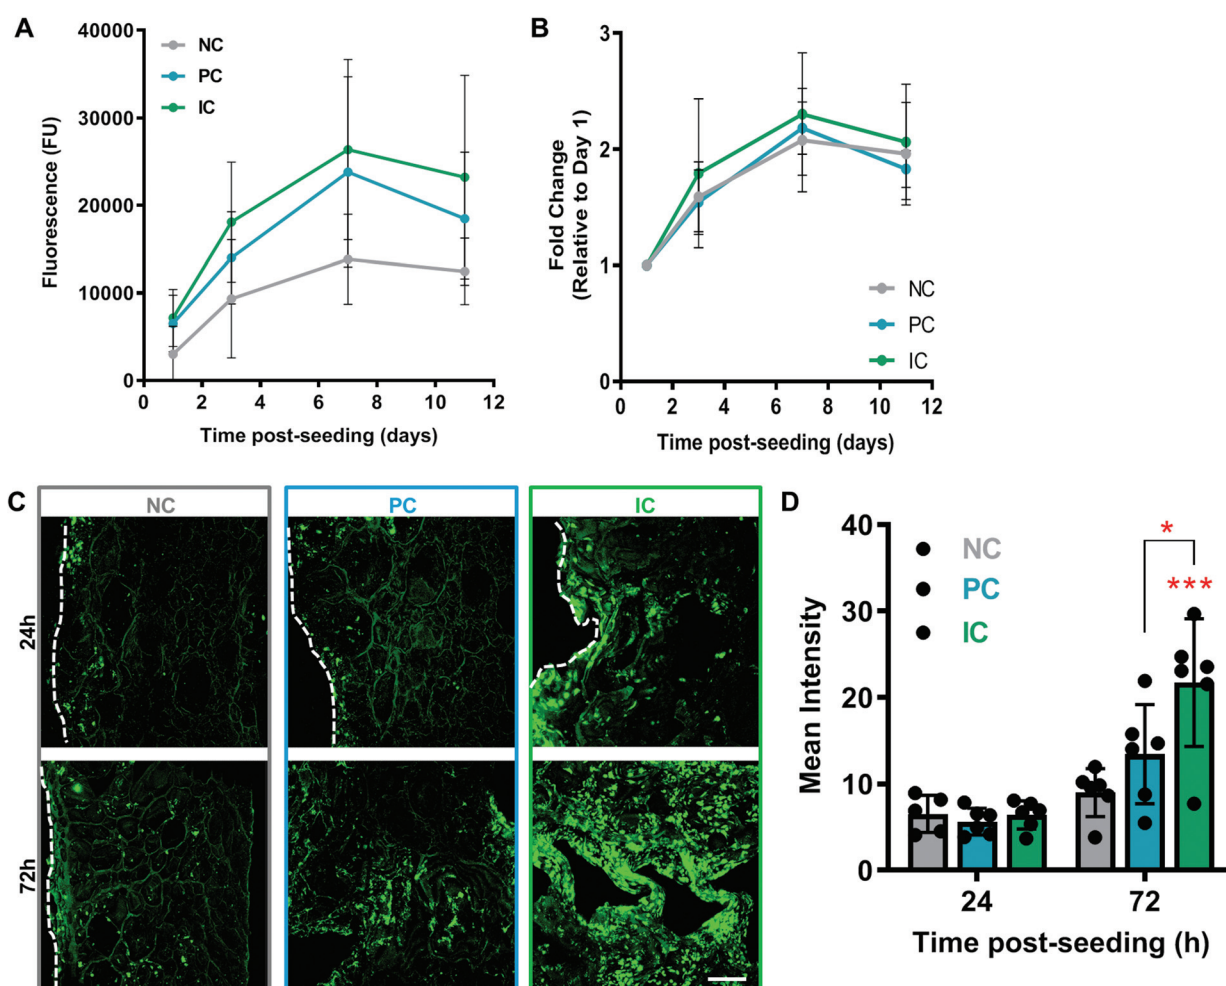 A
40000
30000
20000
10000
0
Fluorescence (FU)
NC
PC
IC
0 2 4 6 8 10 12
Time post-seeding (days)
B
3
2
1
0
Fold Change
(Relative to Day 1)
NC
PC
IC
0 2 4 6 8 10 12
Time post-seeding (days)
C
NC PC IC
24h
72h
D
40
30
20
10
0
Mean Intensity
NC
PC
IC
*
***
24 72
Time post-seeding (h)